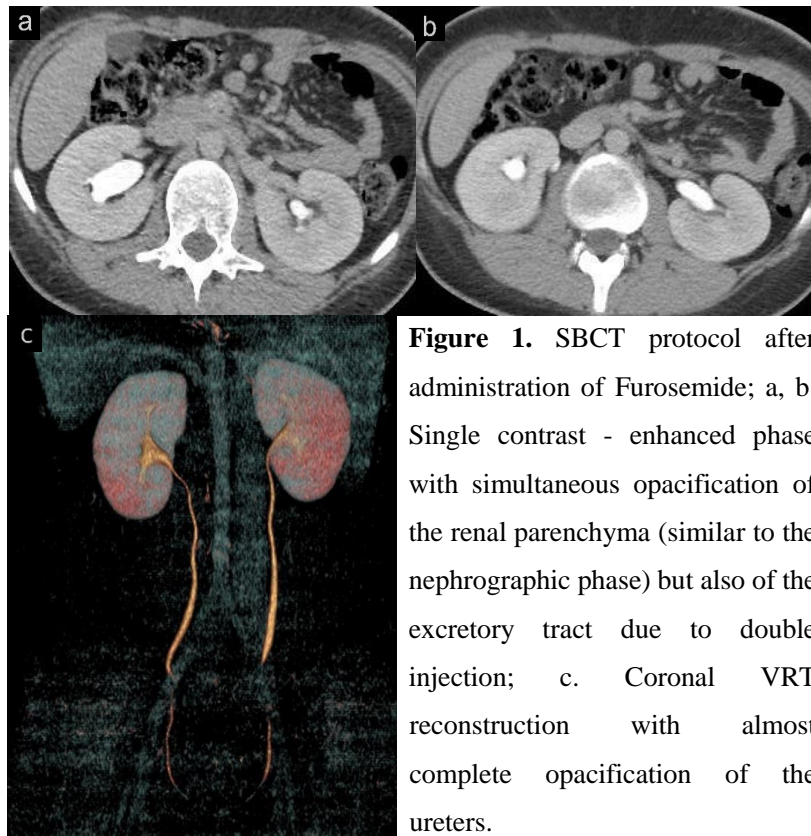 a
b
c
Figure 1. SBCT protocol after
administration of Furosemide; a, b
Single contrast - enhanced phase
with simultaneous opacification of
the renal parenchyma (similar to the
nephrographic phase) but also of the
excretory tract due to double
injection; c. Coronal VRT
reconstruction with almost
complete opacification of the
ureters.